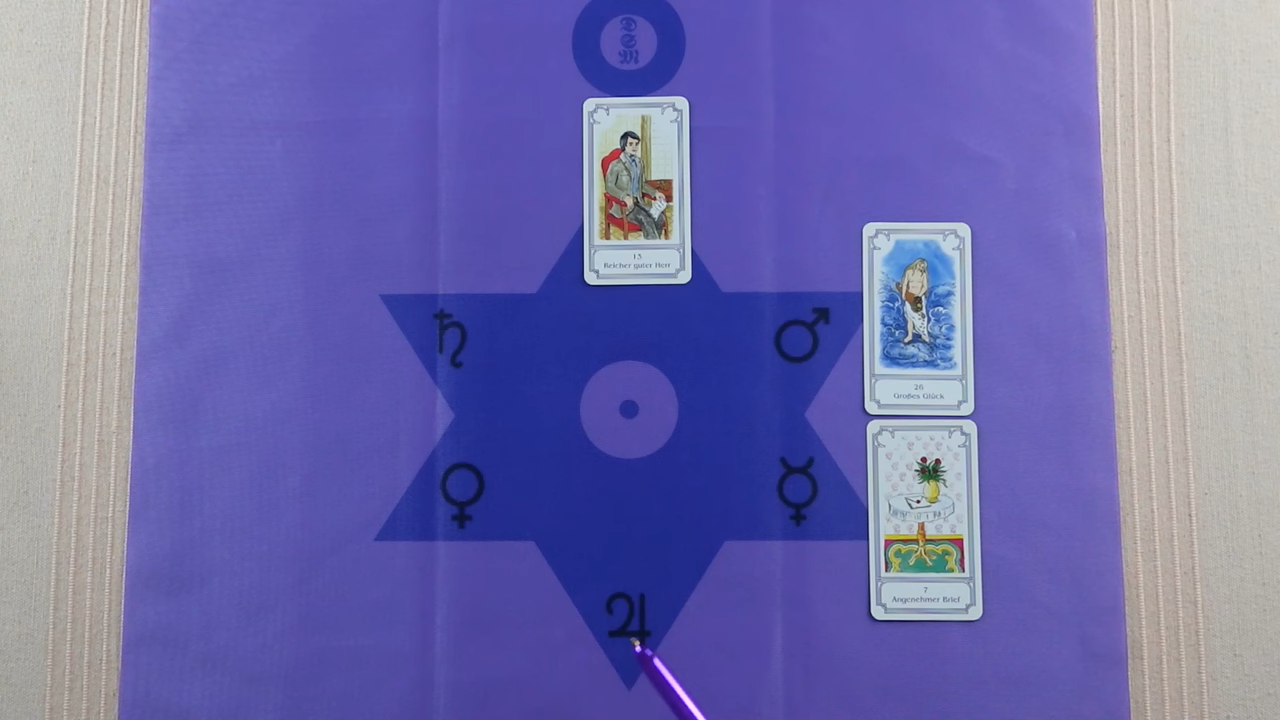 D
S
M
13
Reicher guter Herr
26
Großes Glück
7
Angenehmer Brief